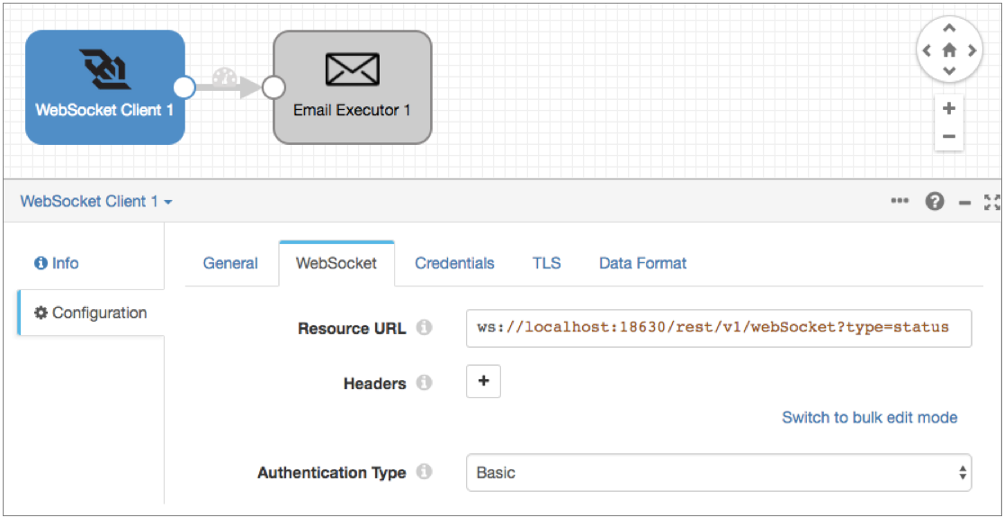 WebSocket Client 1
Email Executor 1
WebSocket Client 1
Info
General
WebSocket
Credentials
TLS
Data Format
Configuration
Resource URL
ws://localhost:18630/rest/v1/webSocket?type=status
Headers
+
Switch to bulk edit mode
Authentication Type
Basic